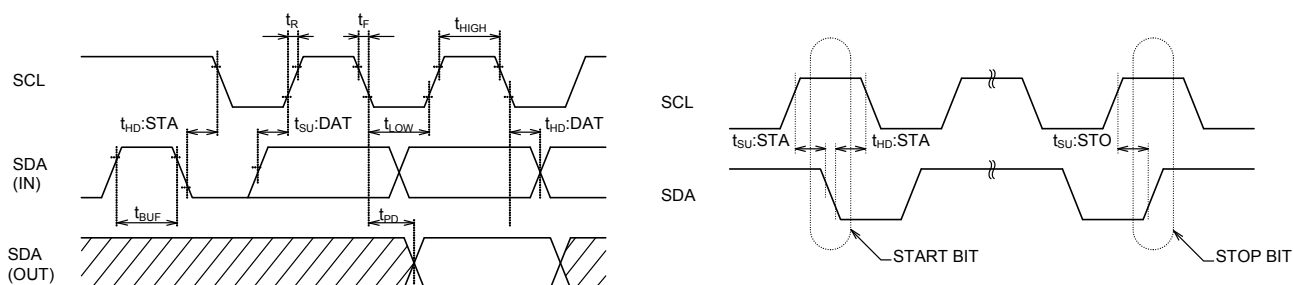 tR
tF
tHIGH
SCL
tHD:STA
tSU:DAT
tLOW
tHD:DAT
SDA
(IN)
tBUF
tPD
SDA
(OUT)
SCL
tSU:STA
tHD:STA
tSU:STO
SDA
START BIT
STOP BIT